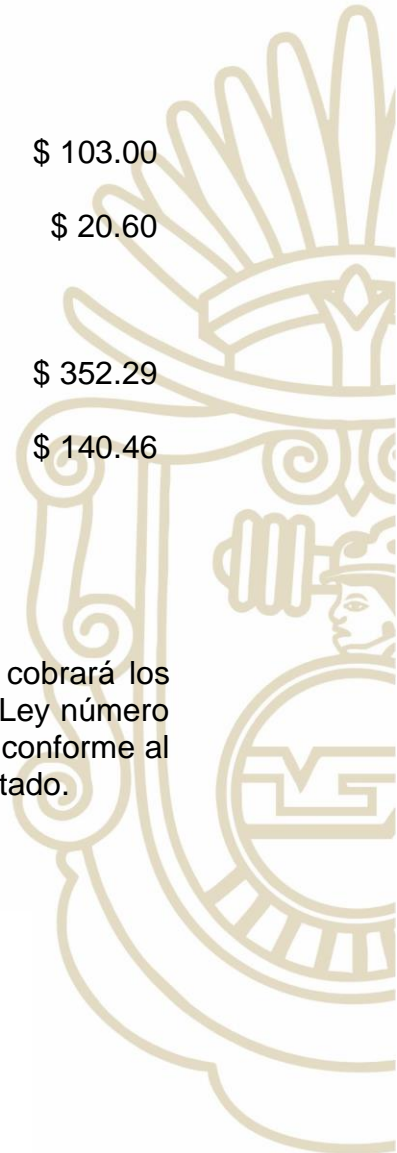 $ 103.00
$ 20.60
$ 352.29
$ 140.46
cobrará los
Ley número
conforme al
tado.